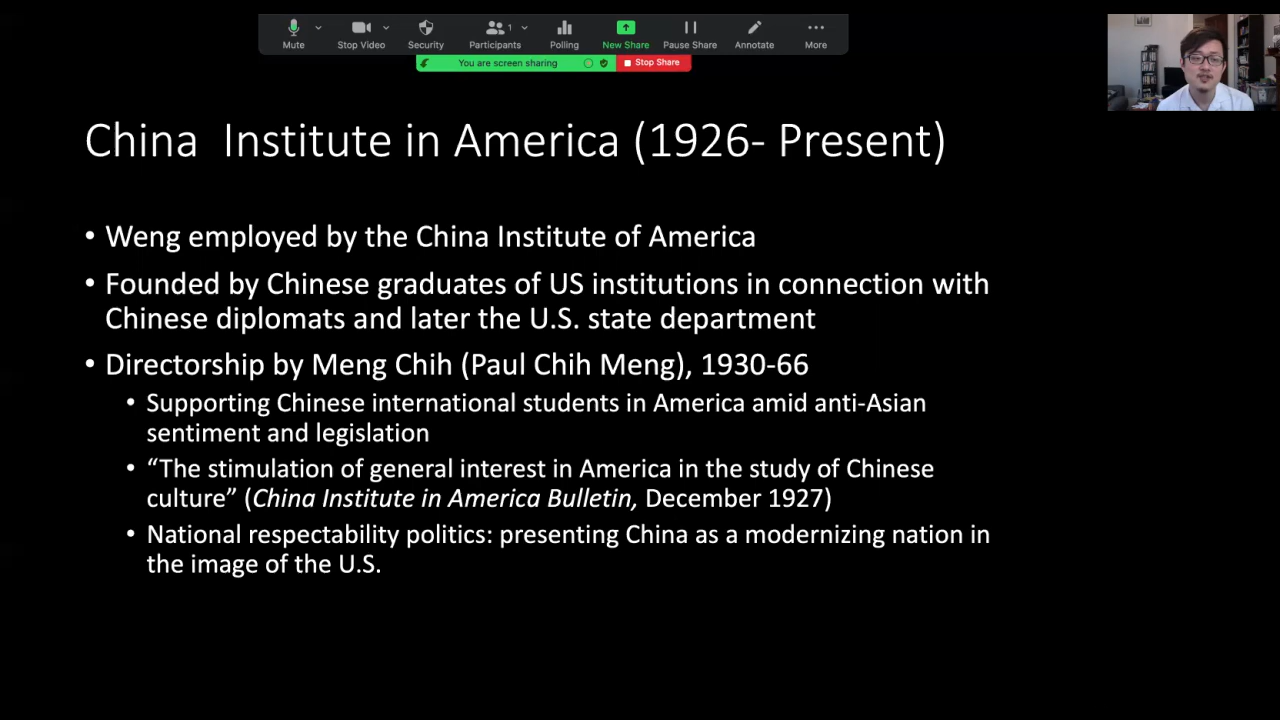 Mute
Stop Video
Security
Participants 1
Polling
New Share
Pause Share
Annotate
More
You are screen sharing
Stop Share
China  Institute in America (1926- Present)
• Weng employed by the China Institute of America
• Founded by Chinese graduates of US institutions in connection with
Chinese diplomats and later the U.S. state department
• Directorship by Meng Chih (Paul Chih Meng), 1930-66
• Supporting Chinese international students in America amid anti-Asian
sentiment and legislation
• “The stimulation of general interest in America in the study of Chinese
culture” (China Institute in America Bulletin, December 1927)
• National respectability politics: presenting China as a modernizing nation in
the image of the U.S.